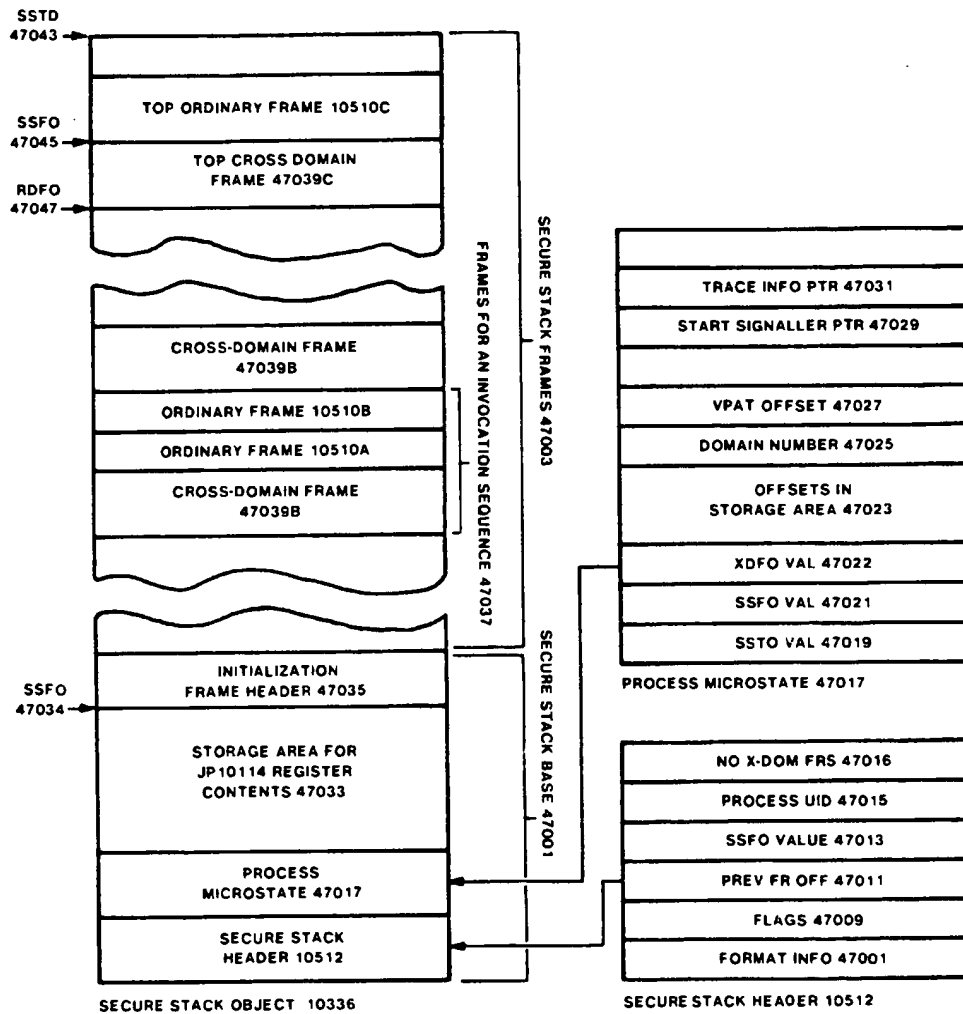 SSTD
47043
TOP ORDINARY FRAME 10510C
SSFO
47045
TOP CROSS DOMAIN
FRAME 47039C
RDFO
47047
CROSS-DOMAIN FRAME
47039B
ORDINARY FRAME 10510B
ORDINARY FRAME 10510A
CROSS-DOMAIN FRAME
47039B
INITIALIZATION
FRAME HEADER 47035
SSFO
47034
STORAGE AREA FOR
JP10114 REGISTER
CONTENTS 47033
PROCESS
MICROSTATE 47017
SECURE STACK
HEADER 10512
SECURE STACK OBJECT 10336
FRAMES FOR AN INVOCATION SEQUENCE 47037
SECURE STACK FRAMES 47003
SECURE STACK BASE 47001
TRACE INFO PTR 47031
START SIGNALLER PTR 47029
VPAT OFFSET 47027
DOMAIN NUMBER 47025
OFFSETS IN
STORAGE AREA 47023
XDFO VAL 47022
SSFO VAL 47021
SSTO VAL 47019
PROCESS MICROSTATE 47017
NO X-DOM FRS 47016
PROCESS UID 47015
SSFO VALUE 47013
PREV FR OFF 47011
FLAGS 47009
FORMAT INFO 47001
SECURE STACK HEADER 10512